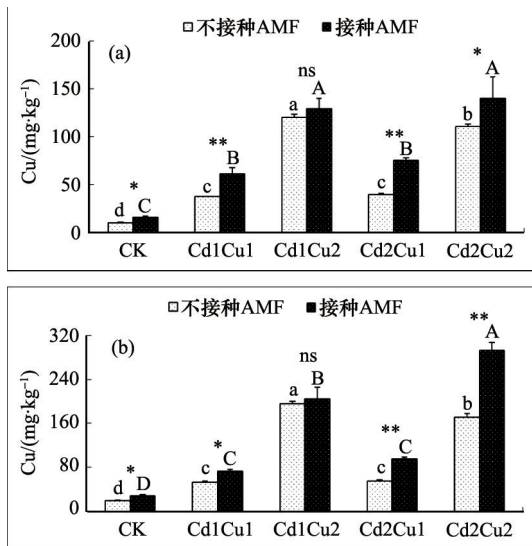 不接种AMF 接种AMF
(a)
Cu/(mg·kg⁻¹)
200
150
100
50
0
* ** ns ** *
d C c B a A c B b A
CK Cd1Cu1 Cd1Cu2 Cd2Cu1 Cd2Cu2
不接种AMF 接种AMF
(b)
Cu/(mg·kg⁻¹)
320
240
160
80
0
* * ns ** **
d D c C a B c C b A
CK Cd1Cu1 Cd1Cu2 Cd2Cu1 Cd2Cu2